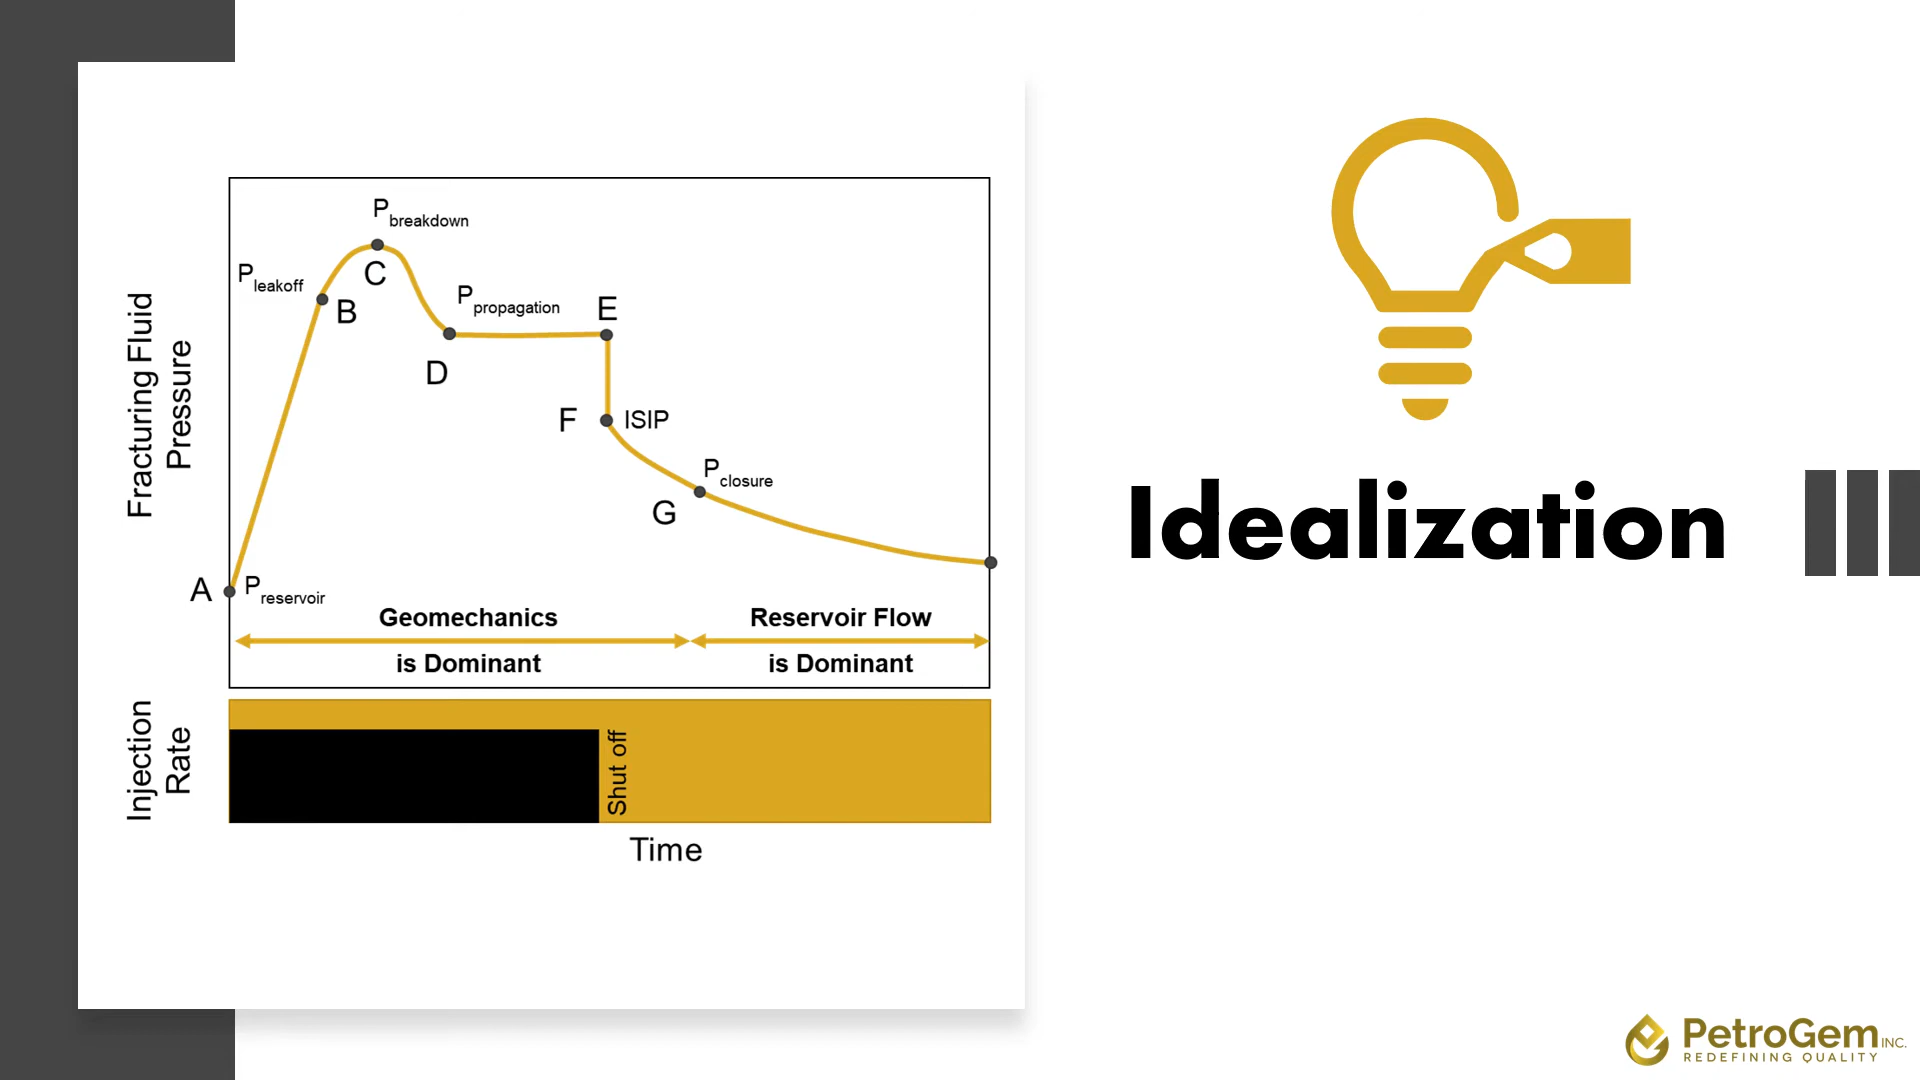 Fracturing Fluid
Pressure
P breakdown
C
P leakoff
B
P propagation
D
E
F
ISIP
P closure
G
A
P reservoir
Geomechanics
is Dominant
Reservoir Flow
is Dominant
Injection
Rate
Shut off
Time
Idealization
PetroGem INC.
REDEFINING QUALITY